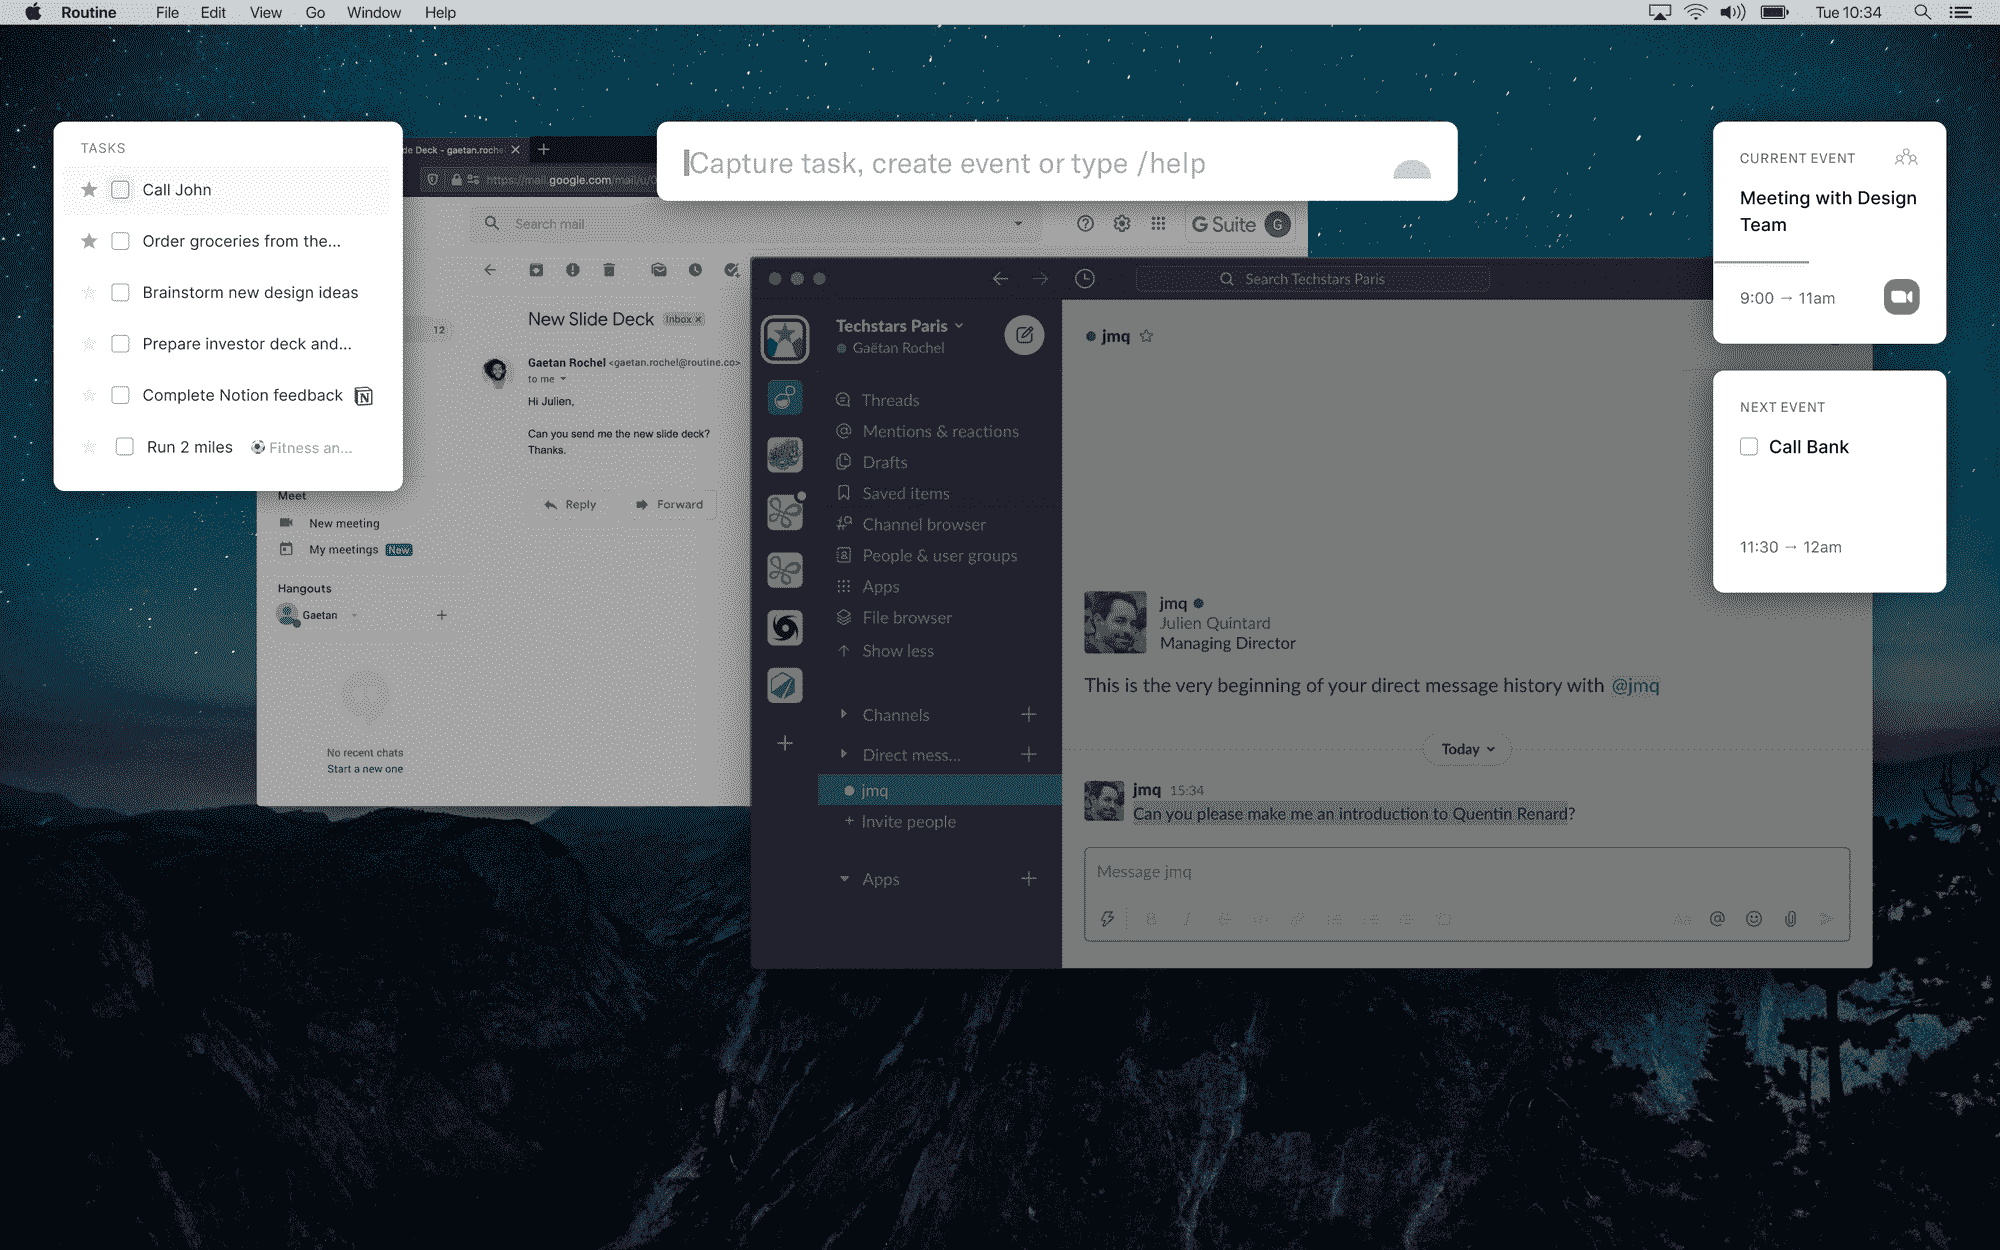 Routine File Edit View Go Window Help Tue 10:34
TASKS
Call John
Order groceries from the...
Brainstorm new design ideas
Prepare investor deck and...
Complete Notion feedback
Run 2 miles Fitness an...
Capture task, create event or type /help
CURRENT EVENT
Meeting with Design
Team
9:00 → 11am
NEXT EVENT
Call Bank
11:30 → 12am
de Deck - gaetan.roche
https://mail.google.com/mail/u/0
Search mail
G Suite G
12
New Slide Deck Inbox ×
Gaetan Rochel <gaetan.rochel@routine.co>
to me
Hi Julien,
Can you send me the new slide deck?
Thanks.
Reply Forward
Meet
New meeting
My meetings New
Hangouts
Gaetan
No recent chats
Start a new one
Search Techstars Paris
Techstars Paris
Gaëtan Rochel
Threads
Mentions & reactions
Drafts
Saved items
Channel browser
People & user groups
Apps
File browser
Show less
Channels
Direct mess...
jmq
+ Invite people
Apps
jmq
jmq
Julien Quintard
Managing Director
This is the very beginning of your direct message history with @jmq
Today
jmq 15:34
Can you please make me an introduction to Quentin Renard?
Message jmq
B I Aa @